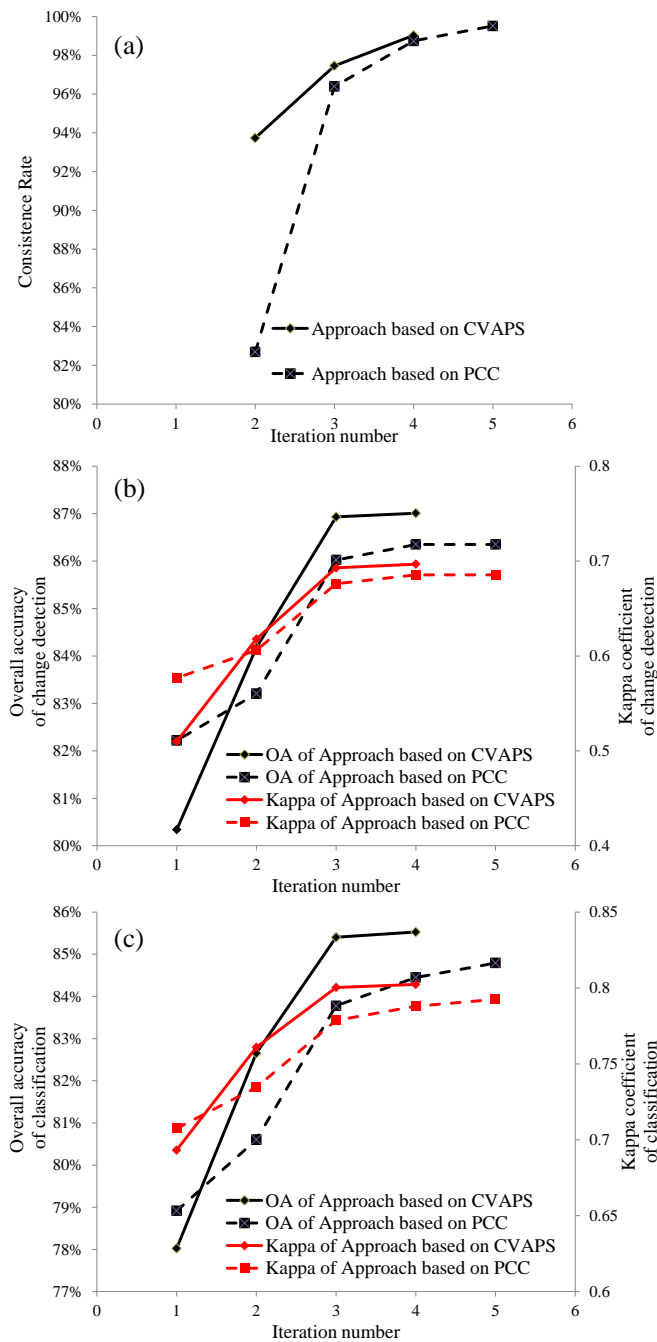 100%
98%
96%
94%
92%
90%
88%
86%
84%
82%
80%
Consistence Rate
(a)
Approach based on CVAPS
Approach based on PCC
0 1 2 3 4 5 6
Iteration number
88%
87%
86%
85%
84%
83%
82%
81%
80%
Overall accuracy
of change deetction
(b)
0.8
0.7
0.6
0.5
0.4
Kappa coefficient
of change deetection
OA of Approach based on CVAPS
OA of Approach based on PCC
Kappa of Approach based on CVAPS
Kappa of Approach based on PCC
0 1 2 3 4 5 6
Iteration number
86%
85%
84%
83%
82%
81%
80%
79%
78%
77%
Overall accuracy
of classification
(c)
0.85
0.8
0.75
0.7
0.65
0.6
Kappa coefficient
of classification
OA of Approach based on CVAPS
OA of Approach based on PCC
Kappa of Approach based on CVAPS
Kappa of Approach based on PCC
0 1 2 3 4 5 6
Iteration number